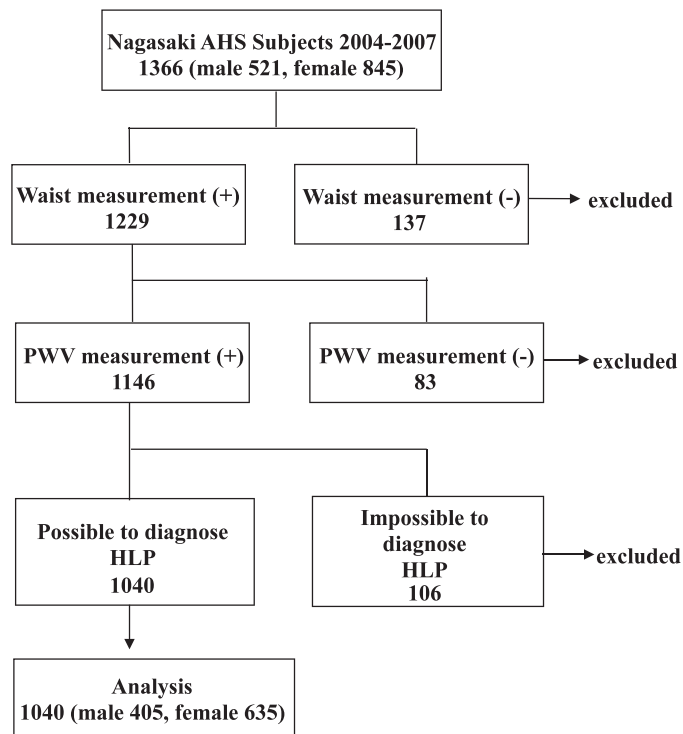 Nagasaki AHS Subjects 2004-2007
1366 (male 521, female 845)
Waist measurement (+)
1229
Waist measurement (-)
137
excluded
PWV measurement (+)
1146
PWV measurement (-)
83
excluded
Possible to diagnose
HLP
1040
Impossible to
diagnose
HLP
106
excluded
Analysis
1040 (male 405, female 635)